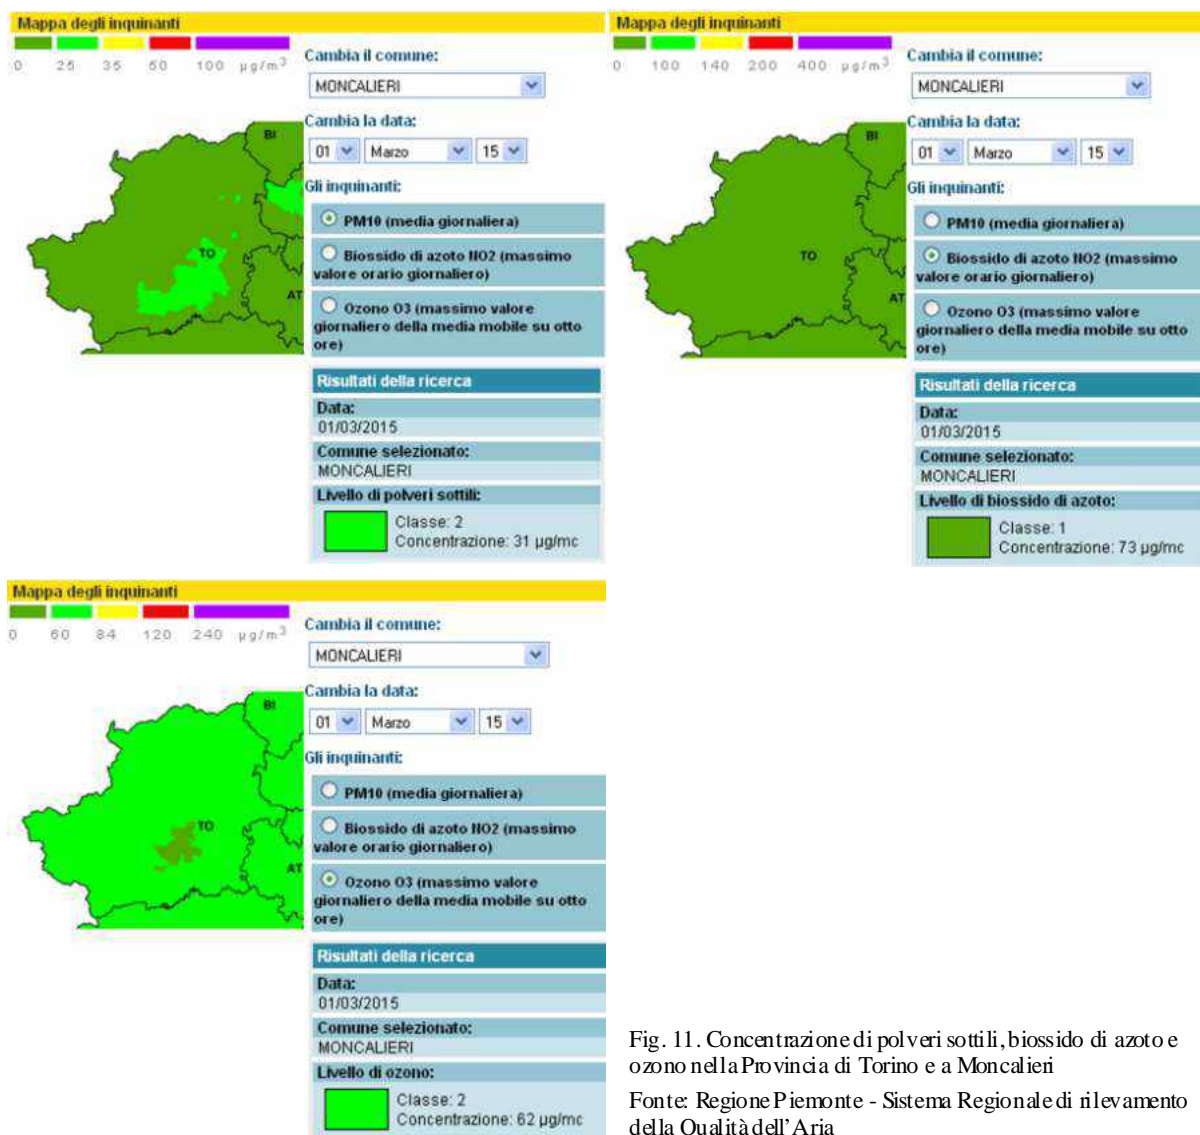 Mappa degli inquinanti
0 25 35 50 100 µg/m3
Cambia il comune:
MONCALIERI
Cambia la data:
01 Marzo 15
BI
TO
AT
Gli inquinanti:
PM10 (media giornaliera)
Biossido di azoto NO2 (massimo
valore orario giornaliero)
Ozono O3 (massimo valore
giornaliero della media mobile su otto
ore)
Risultati della ricerca
Data:
01/03/2015
Comune selezionato:
MONCALIERI
Livello di polveri sottili:
Classe: 2
Concentrazione: 31 µg/mc
Mappa degli inquinanti
0 100 140 200 400 µg/m3
Cambia il comune:
MONCALIERI
Cambia la data:
01 Marzo 15
BI
TO
AT
Gli inquinanti:
PM10 (media giornaliera)
Biossido di azoto NO2 (massimo
valore orario giornaliero)
Ozono O3 (massimo valore
giornaliero della media mobile su otto
ore)
Risultati della ricerca
Data:
01/03/2015
Comune selezionato:
MONCALIERI
Livello di biossido di azoto:
Classe: 1
Concentrazione: 73 µg/mc
Mappa degli inquinanti
0 60 84 120 240 µg/m3
Cambia il comune:
MONCALIERI
Cambia la data:
01 Marzo 15
BI
TO
AT
Gli inquinanti:
PM10 (media giornaliera)
Biossido di azoto NO2 (massimo
valore orario giornaliero)
Ozono O3 (massimo valore
giornaliero della media mobile su otto
ore)
Risultati della ricerca
Data:
01/03/2015
Comune selezionato:
MONCALIERI
Livello di ozono:
Classe: 2
Concentrazione: 62 µg/mc
Fig. 11. Concentrazione di polveri sottili, biossido di azoto e
ozono nella Provincia di Torino e a Moncalieri
Fonte: Regione Piemonte - Sistema Regionale di rilevamento
della Qualità dell'Aria